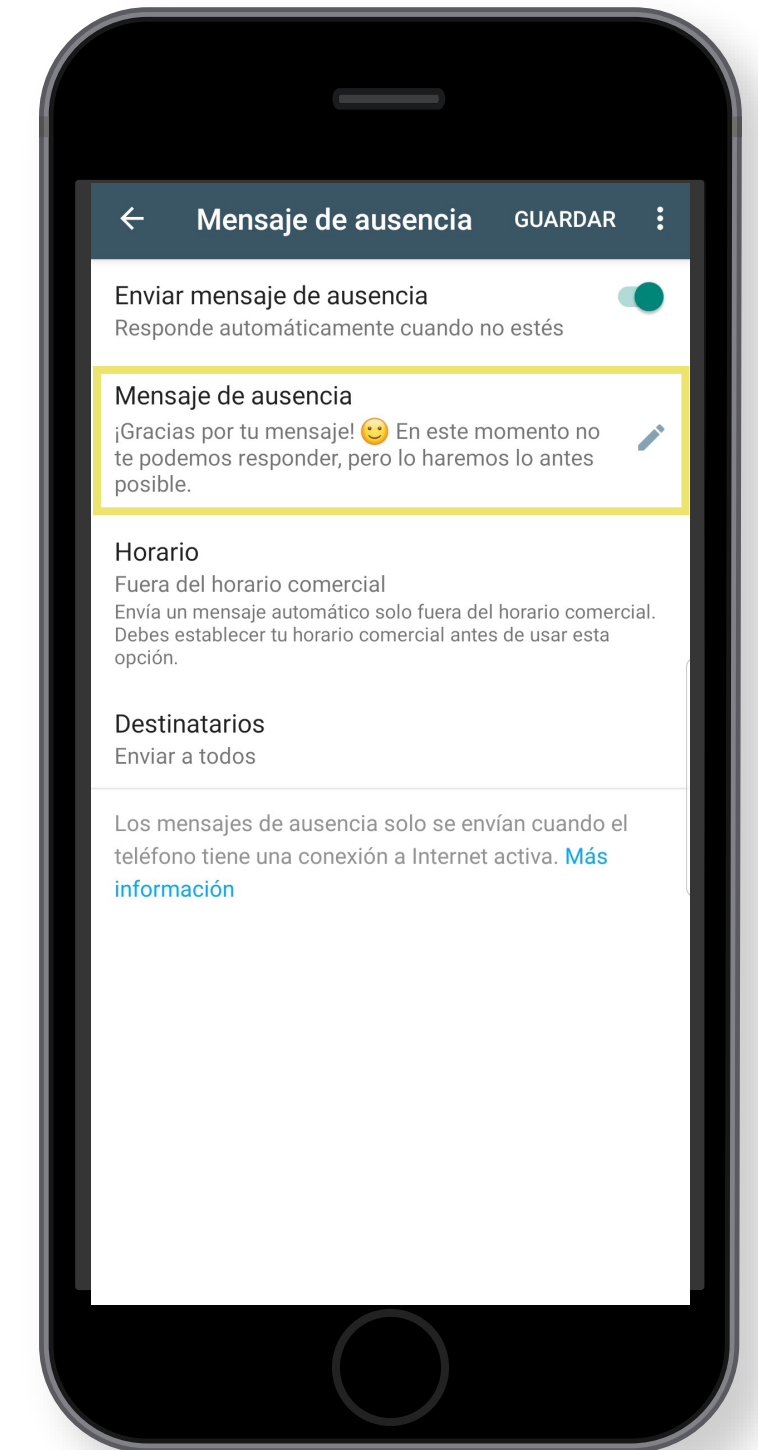 Mensaje de ausencia GUARDAR
Enviar mensaje de ausencia
Responde automáticamente cuando no estés
Mensaje de ausencia
¡Gracias por tu mensaje! 🙂 En este momento no
te podemos responder, pero lo haremos lo antes
posible.
Horario
Fuera del horario comercial
Envía un mensaje automático solo fuera del horario comercial.
Debes establecer tu horario comercial antes de usar esta
opción.
Destinatarios
Enviar a todos
Los mensajes de ausencia solo se envían cuando el
teléfono tiene una conexión a Internet activa. Más
información